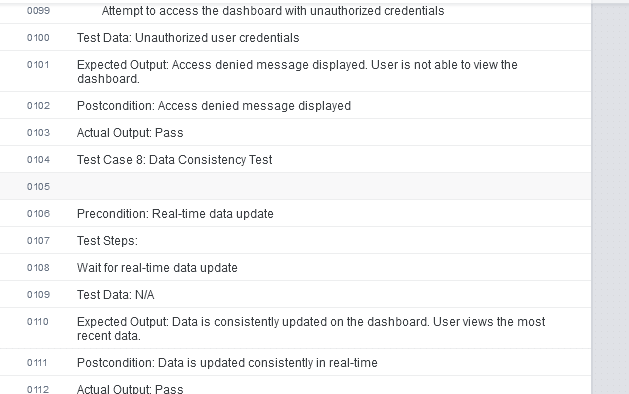 0099 Attempt to access the dashboard with unauthorized credentials
0100 Test Data: Unauthorized user credentials
0101 Expected Output: Access denied message displayed. User is not able to view the
dashboard.
0102 Postcondition: Access denied message displayed
0103 Actual Output: Pass
0104 Test Case 8: Data Consistency Test
0105
0106 Precondition: Real-time data update
0107 Test Steps:
0108 Wait for real-time data update
0109 Test Data: N/A
0110 Expected Output: Data is consistently updated on the dashboard. User views the most
recent data.
0111 Postcondition: Data is updated consistently in real-time
0112 Actual Output: Pass